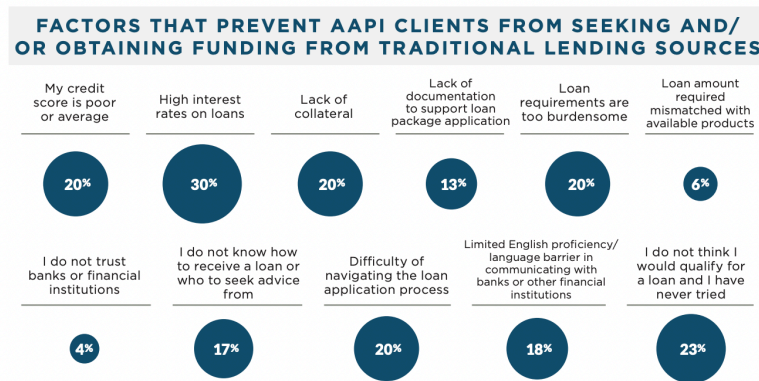 FACTORS THAT PREVENT AAPI CLIENTS FROM SEEKING AND/
OR OBTAINING FUNDING FROM TRADITIONAL LENDING SOURCES
My credit
score is poor
or average
High interest
rates on loans
Lack of
collateral
Lack of
documentation
to support loan
package application
Loan
requirements are
too burdensome
Loan amount
required
mismatched with
available products
20%
30%
20%
13%
20%
6%
I do not trust
banks or financial
institutions
I do not know how
to receive a loan or
who to seek advice
from
Difficulty of
navigating the loan
application process
Limited English proficiency/
language barrier in
communicating with
banks or other financial
institutions
I do not think I
would qualify for
a loan and I have
never tried
4%
17%
20%
18%
23%